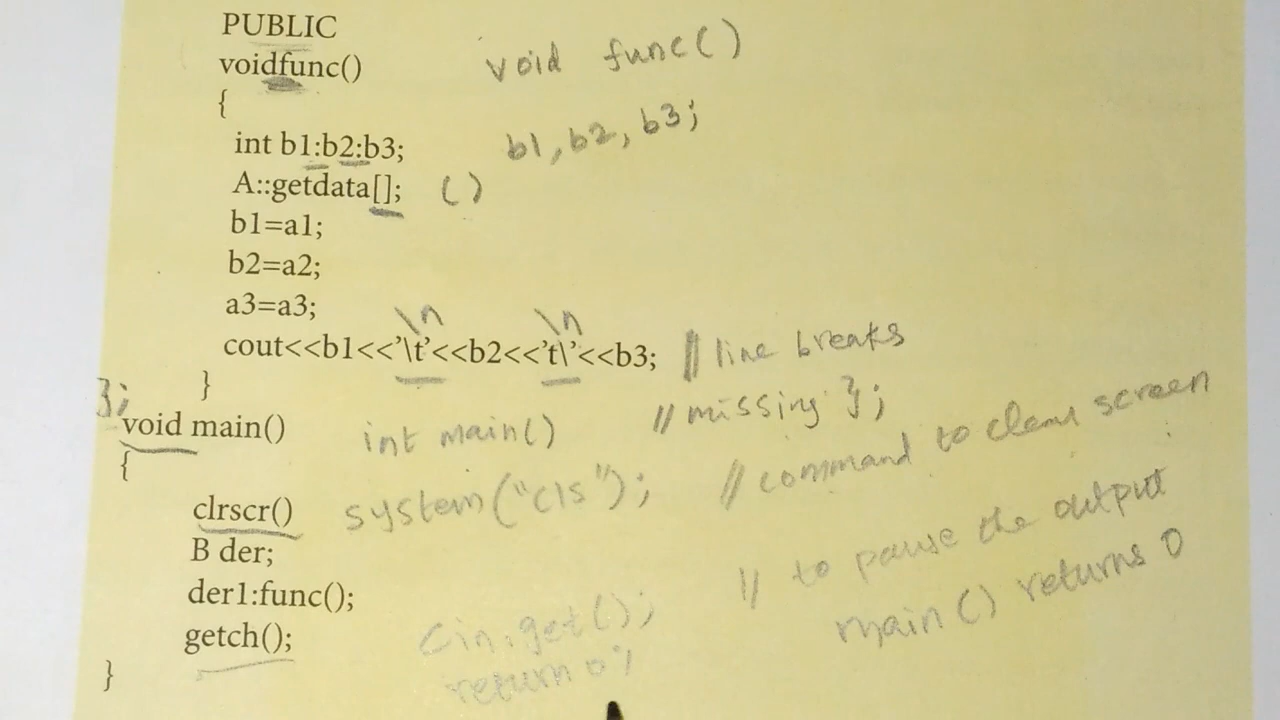 PUBLIC
voidfunc() void func()
{
int b1:b2:b3; b1, b2, b3;
A::getdata[]; ()
b1=a1;
b2=a2;
a3=a3;
\n \n
cout<<b1<<'\t'<<b2<<'t\'<<b3; // line breaks
}
}; // missing };
void main() int main()
{
clrscr() system("cls"); // command to clear screen
B der;
der1:func();
getch(); cin.get(); // to pause the output
return 0; main() returns 0
}